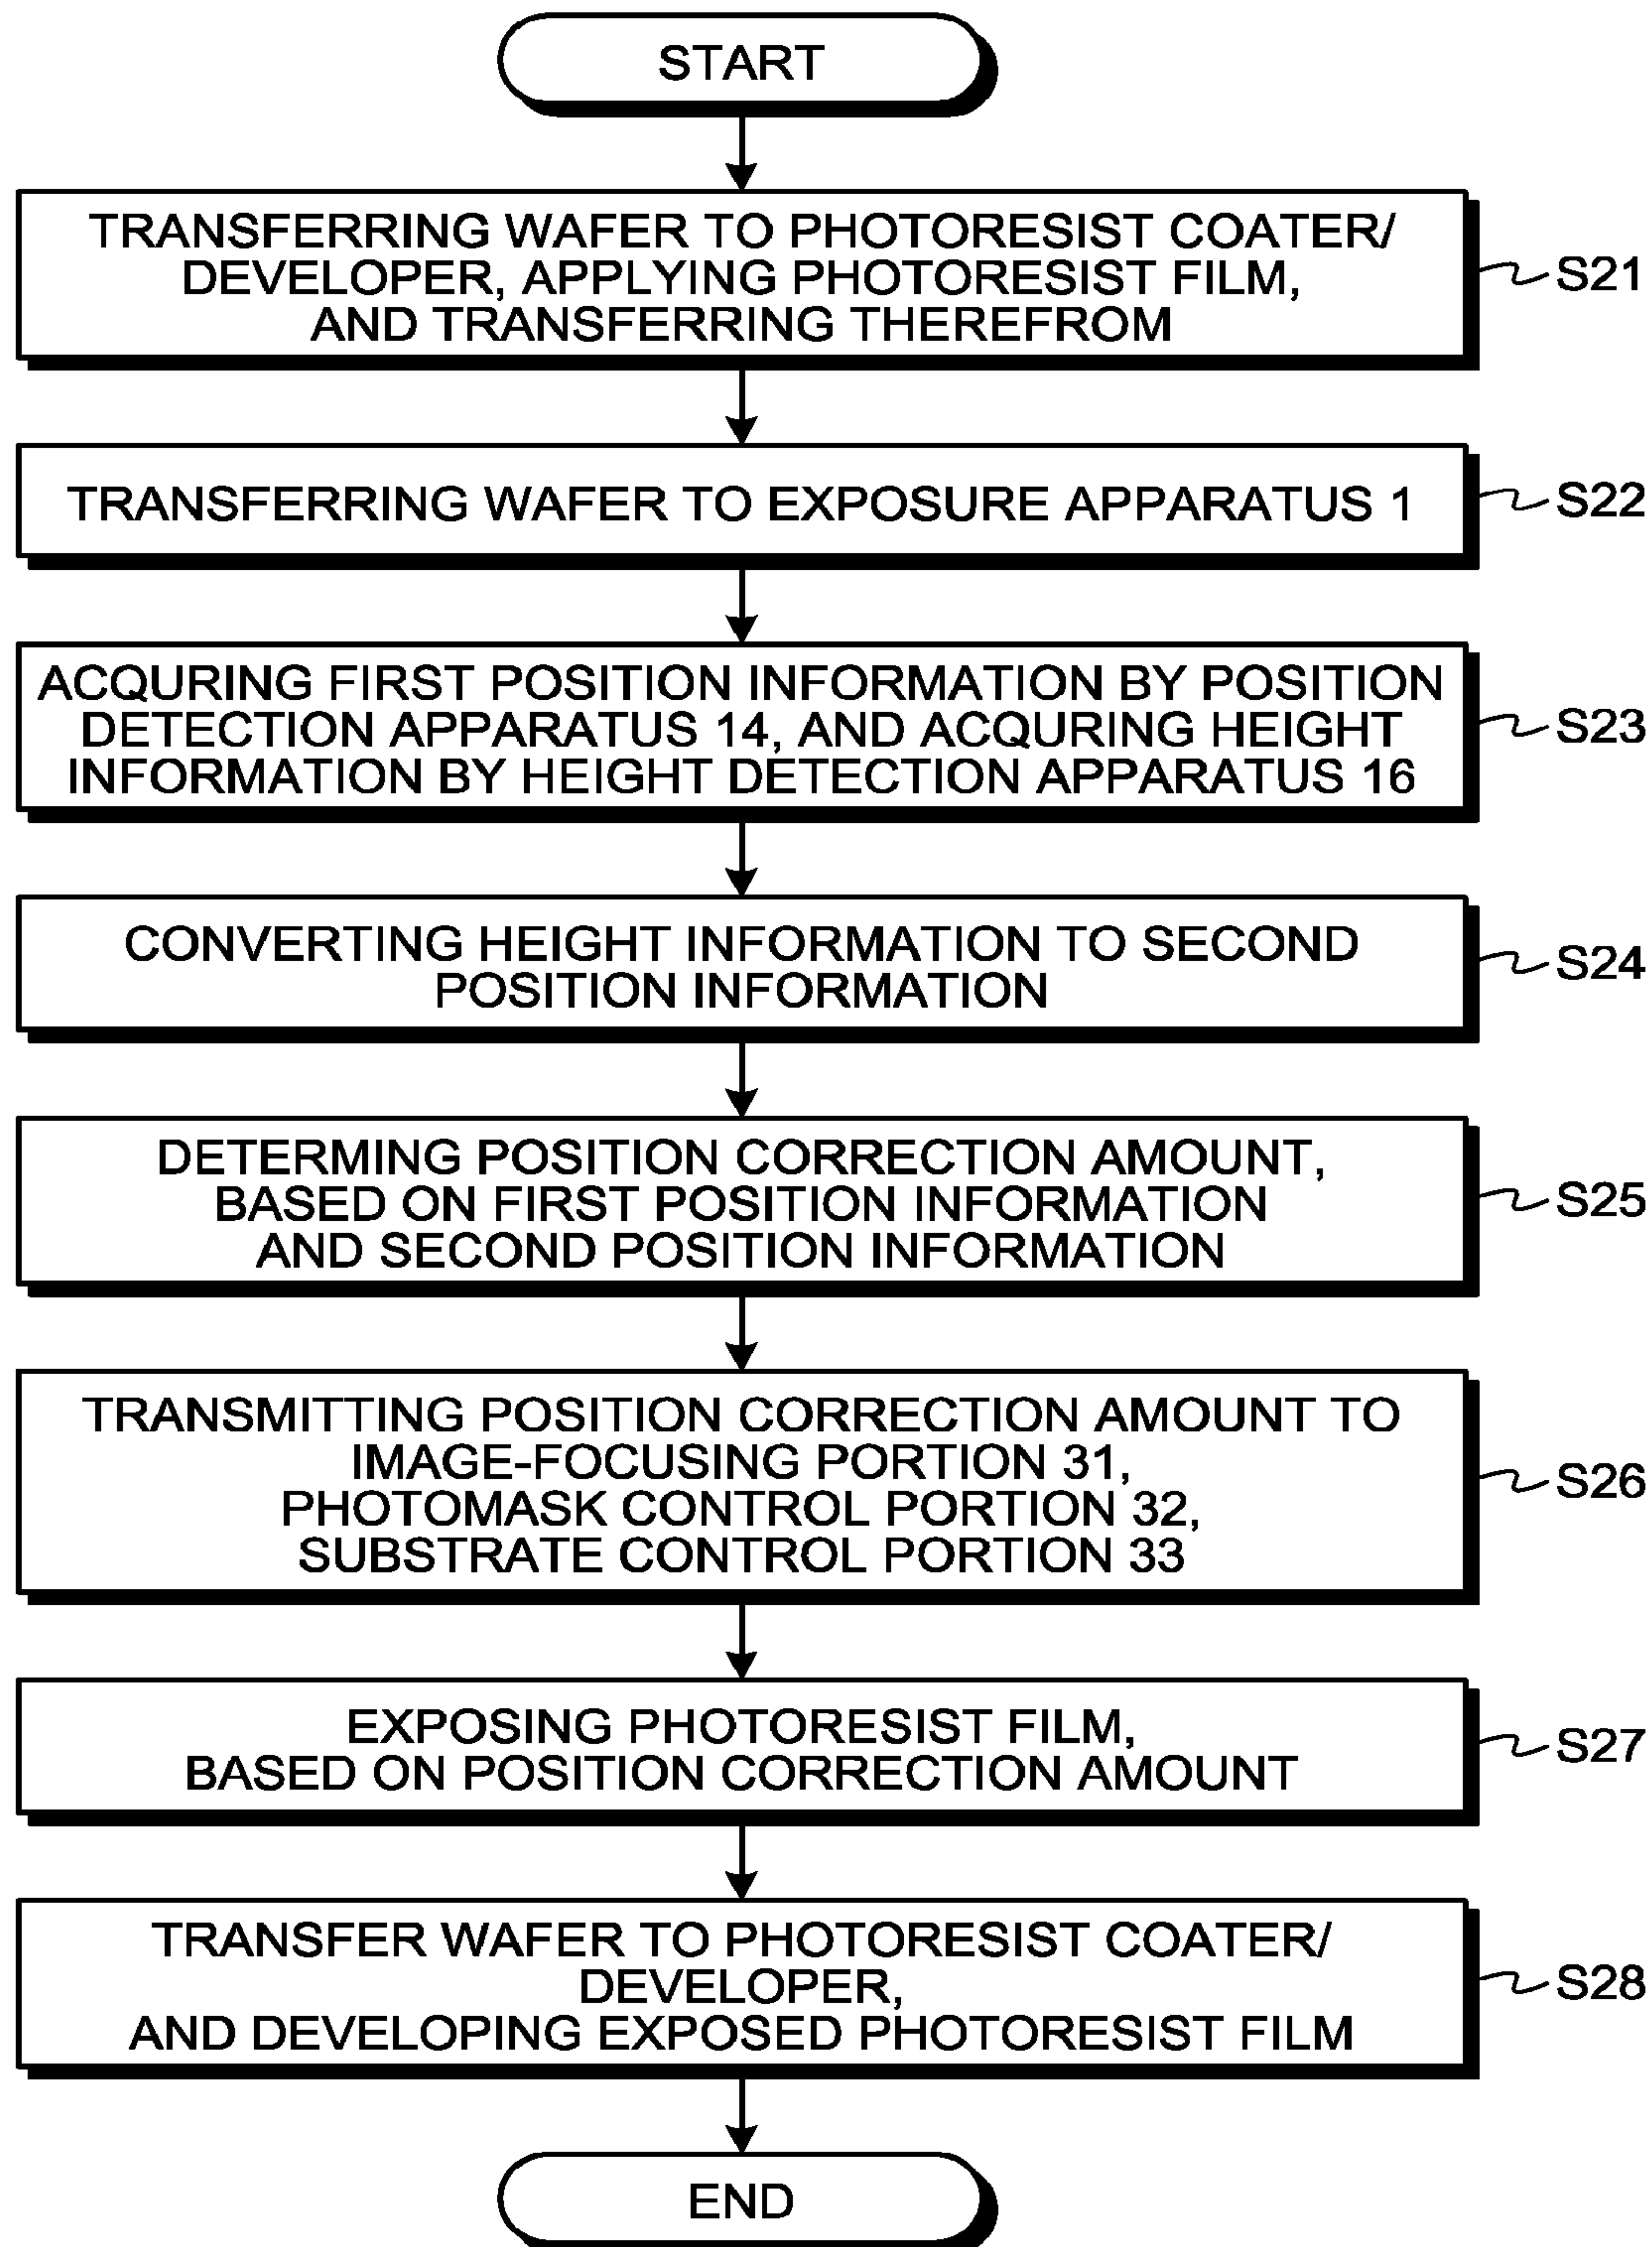 START
TRANSFERRING WAFER TO PHOTORESIST COATER/
DEVELOPER, APPLYING PHOTORESIST FILM,
AND TRANSFERRING THEREFROM
S21
TRANSFERRING WAFER TO EXPOSURE APPARATUS 1
S22
ACQURING FIRST POSITION INFORMATION BY POSITION
DETECTION APPARATUS 14, AND ACQURING HEIGHT
INFORMATION BY HEIGHT DETECTION APPARATUS 16
S23
CONVERTING HEIGHT INFORMATION TO SECOND
POSITION INFORMATION
S24
DETERMING POSITION CORRECTION AMOUNT,
BASED ON FIRST POSITION INFORMATION
AND SECOND POSITION INFORMATION
S25
TRANSMITTING POSITION CORRECTION AMOUNT TO
IMAGE-FOCUSING PORTION 31,
PHOTOMASK CONTROL PORTION 32,
SUBSTRATE CONTROL PORTION 33
S26
EXPOSING PHOTORESIST FILM,
BASED ON POSITION CORRECTION AMOUNT
S27
TRANSFER WAFER TO PHOTORESIST COATER/
DEVELOPER,
AND DEVELOPING EXPOSED PHOTORESIST FILM
S28
END